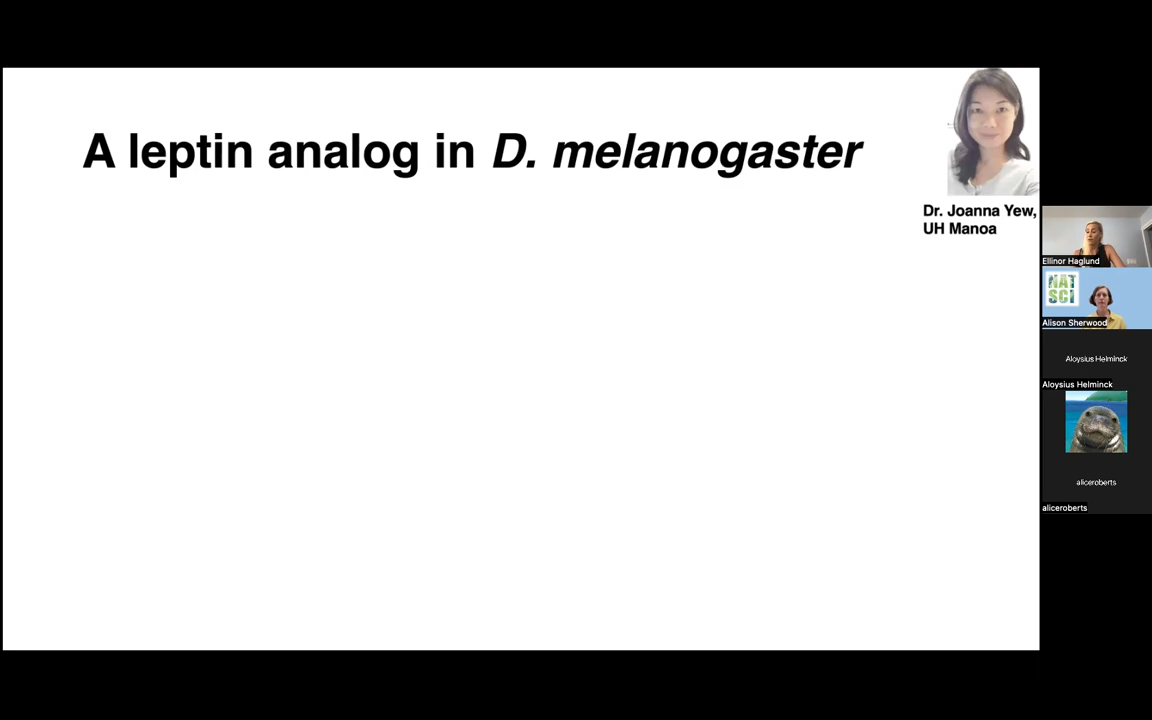 A leptin analog in D. melanogaster
Dr. Joanna Yew,
UH Manoa
Ellinor Haglund
NAT
SCI
Alison Sherwood
Aloysius Helminck
Aloysius Helminck
aliceroberts
aliceroberts